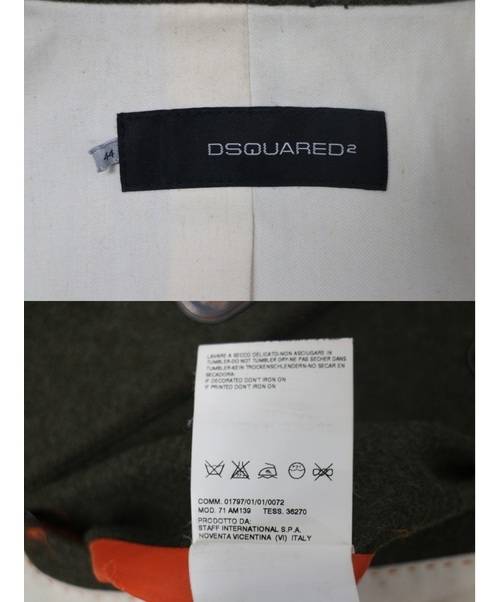 44
DSQUARED2
LAVARE A SECCO DELICATO-NON ASCIUGARE IN
TUMBLER-DO NOT TUMBLER DRY-NE PAS SECHER DANS
TUMBLER-KEIN TROCKENSCHLENDERN-NO SECAR EN
SECADORA.
IF DECORATED DON'T IRON ON
IF PRINTED DON'T IRON ON
COMM. 01797/01/01/0072
MOD. 71 AM139 TESS. 36270
PRODOTTO DA:
STAFF INTERNATIONAL S.P.A.
NOVENTA VICENTINA (VI) ITALY